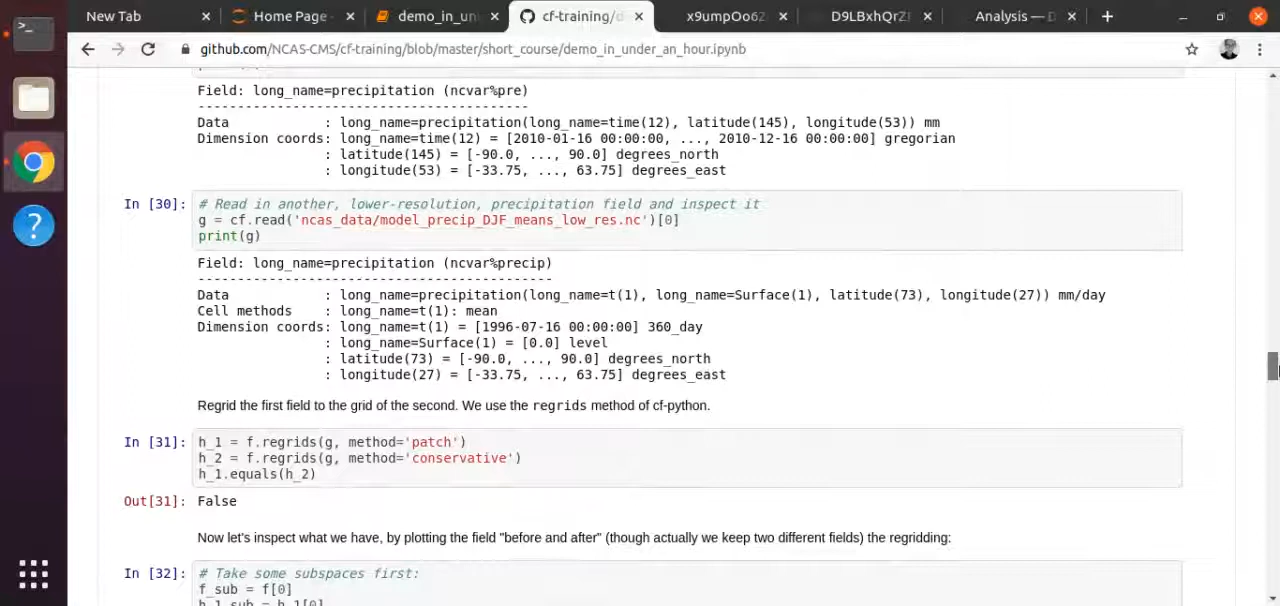 New Tab
Home Page -
demo_in_un
cf-training/d
x9umpOo62
D9LBxhQrZ
Analysis — D
github.com/NCAS-CMS/cf-training/blob/master/short_course/demo_in_under_an_hour.ipynb
Field: long_name=precipitation (ncvar%pre)
------------------------------------------
Data            : long_name=precipitation(long_name=time(12), latitude(145), longitude(53)) mm
Dimension coords: long_name=time(12) = [2010-01-16 00:00:00, ..., 2010-12-16 00:00:00] gregorian
                : latitude(145) = [-90.0, ..., 90.0] degrees_north
                : longitude(53) = [-33.75, ..., 63.75] degrees_east
In [30]: # Read in another, lower-resolution, precipitation field and inspect it
g = cf.read('ncas_data/model_precip_DJF_means_low_res.nc')[0]
print(g)
Field: long_name=precipitation (ncvar%precip)
---------------------------------------------
Data            : long_name=precipitation(long_name=t(1), long_name=Surface(1), latitude(73), longitude(27)) mm/day
Cell methods    : long_name=t(1): mean
Dimension coords: long_name=t(1) = [1996-07-16 00:00:00] 360_day
                : long_name=Surface(1) = [0.0] level
                : latitude(73) = [-90.0, ..., 90.0] degrees_north
                : longitude(27) = [-33.75, ..., 63.75] degrees_east
Regrid the first field to the grid of the second. We use the regrids method of cf-python.
In [31]: h_1 = f.regrids(g, method='patch')
h_2 = f.regrids(g, method='conservative')
h_1.equals(h_2)
Out[31]: False
Now let's inspect what we have, by plotting the field "before and after" (though actually we keep two different fields) the regridding:
In [32]: # Take some subspaces first:
f_sub = f[0]
h_1_sub = h_1[0]